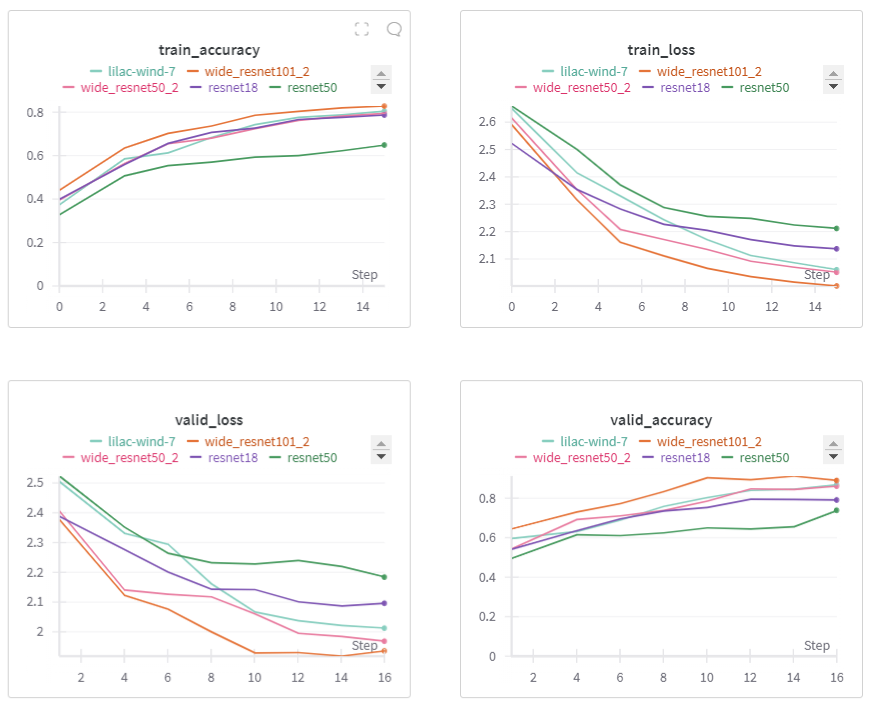 train_accuracy
lilac-wind-7 wide_resnet101_2
wide_resnet50_2 resnet18 resnet50
0.8
0.6
0.4
0.2
0
Step
0 2 4 6 8 10 12 14
train_loss
lilac-wind-7 wide_resnet101_2
wide_resnet50_2 resnet18 resnet50
2.6
2.5
2.4
2.3
2.2
2.1
Step
0 2 4 6 8 10 12 14
valid_loss
lilac-wind-7 wide_resnet101_2
wide_resnet50_2 resnet18 resnet50
2.5
2.4
2.3
2.2
2.1
2
Step
2 4 6 8 10 12 14 16
valid_accuracy
lilac-wind-7 wide_resnet101_2
wide_resnet50_2 resnet18 resnet50
0.8
0.6
0.4
0.2
0
Step
2 4 6 8 10 12 14 16